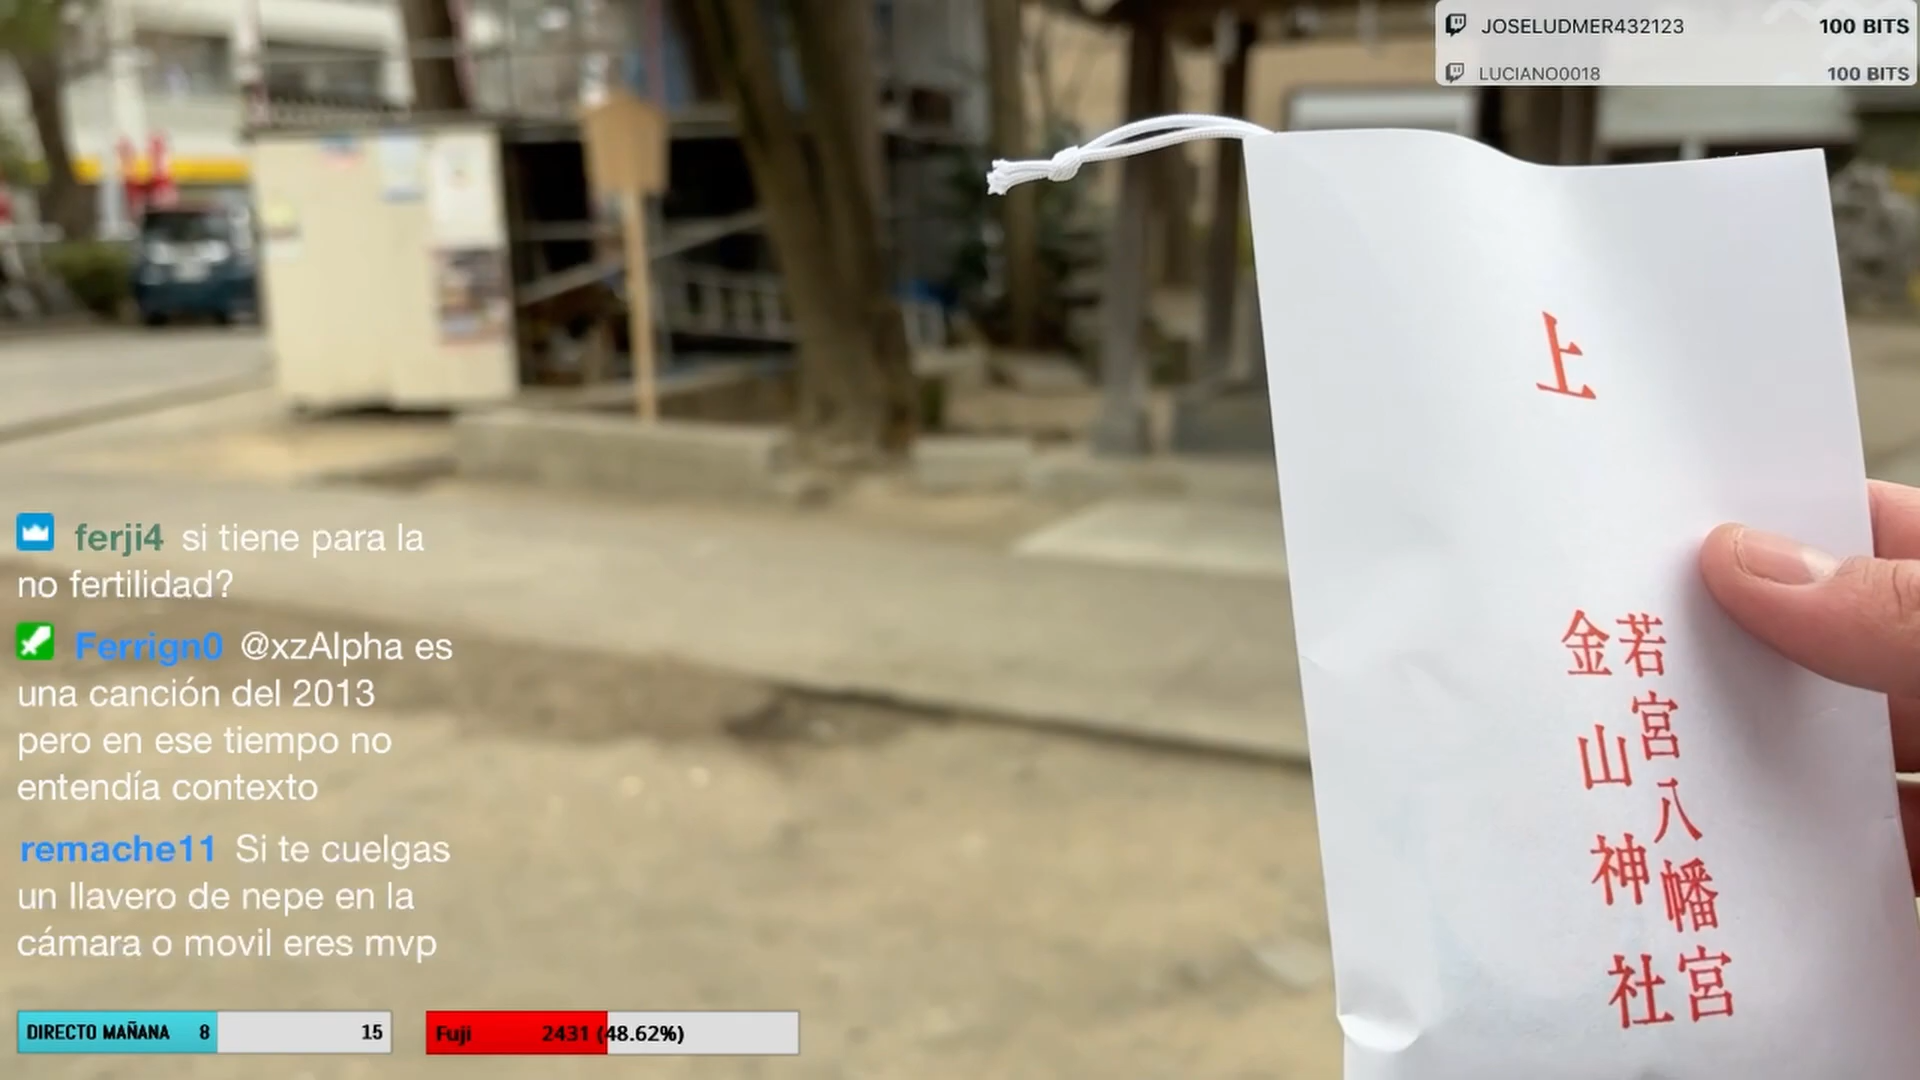 JOSELUDMER432123 100 BITS
LUCIANO0018 100 BITS
上
若宮八幡宮
金山神社
ferji4 si tiene para la
no fertilidad?
Ferrign0 @xzAlpha es
una canción del 2013
pero en ese tiempo no
entendía contexto
remache11 Si te cuelgas
un llavero de nepe en la
cámara o movil eres mvp
DIRECTO MAÑANA 8 15
Fuji 2431 (48.62%)